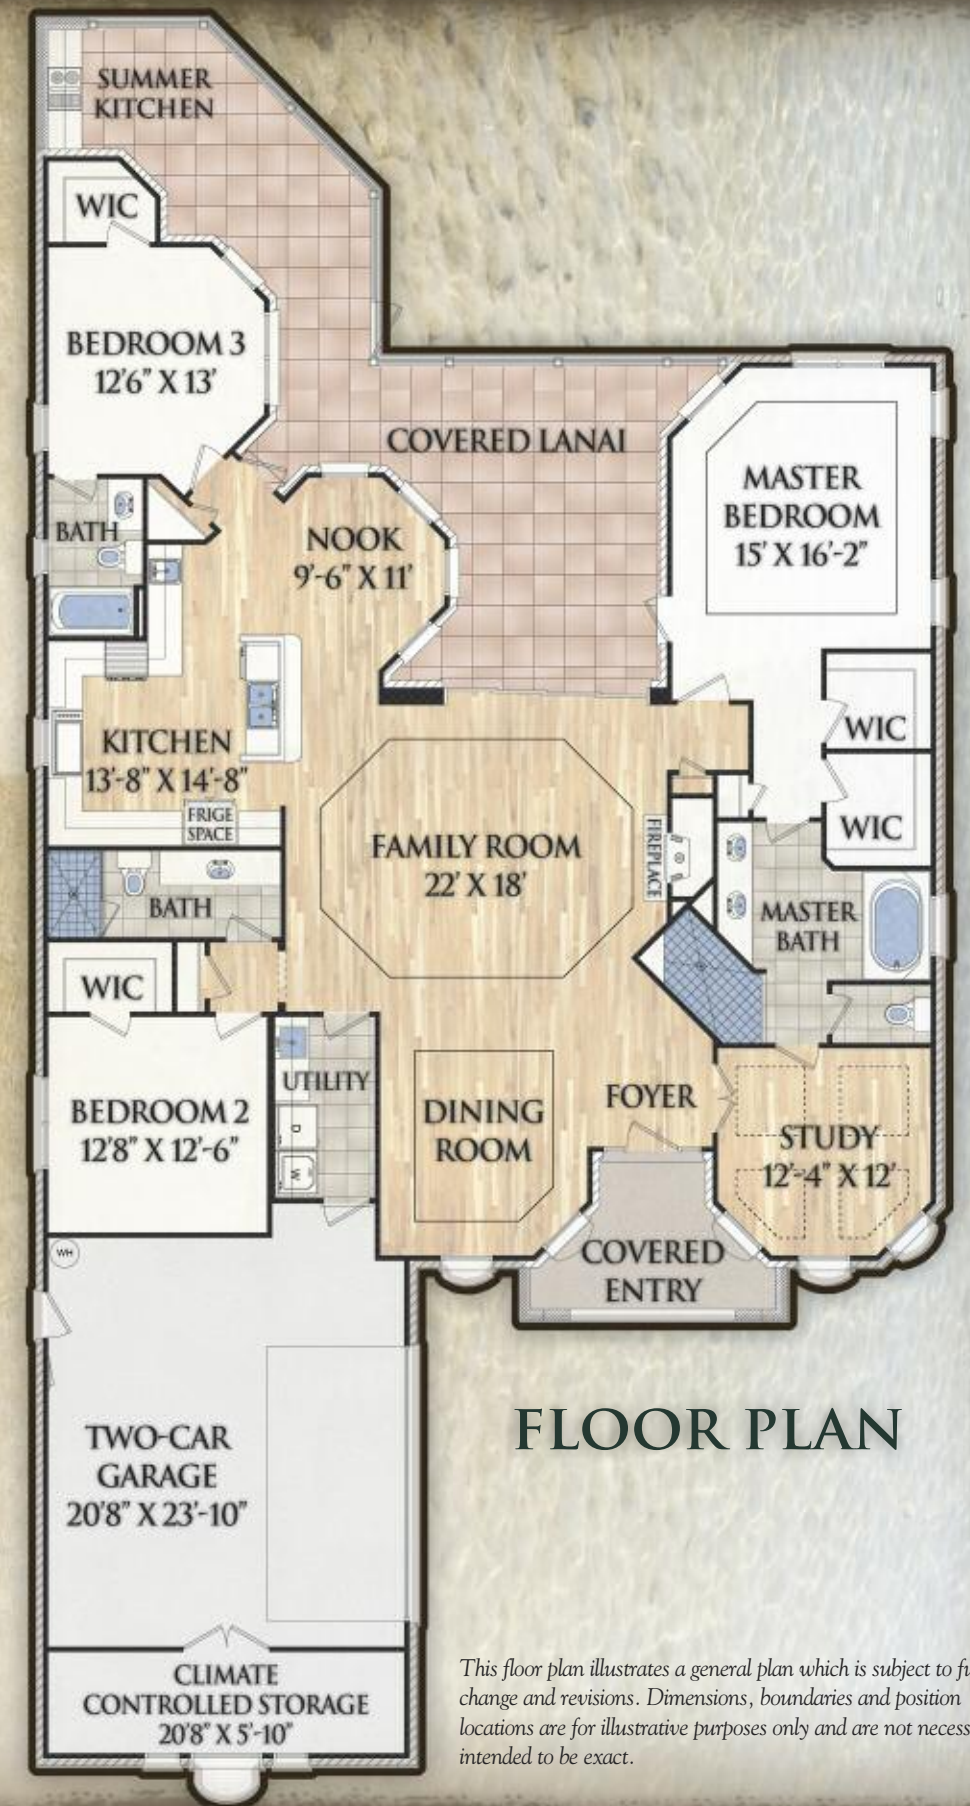 SUMMER
KITCHEN
WIC
BEDROOM 3
12'6" X 13'
COVERED LANAI
MASTER
BEDROOM
15' X 16'-2"
BATH
NOOK
9'-6" X 11'
WIC
KITCHEN
13'-8" X 14'-8"
FRIGE
SPACE
FAMILY ROOM
22' X 18'
FIREPLACE
WIC
BATH
MASTER
BATH
WIC
UTILITY
D
W
BEDROOM 2
12'8" X 12'-6"
DINING
ROOM
FOYER
STUDY
12'-4" X 12'
WH
COVERED
ENTRY
FLOOR PLAN
TWO-CAR
GARAGE
20'8" X 23'-10"
CLIMATE
CONTROLLED STORAGE
20'8" X 5'-10"
This floor plan illustrates a general plan which is subject to
change and revisions. Dimensions, boundaries and position
locations are for illustrative purposes only and are not
intended to be exact.